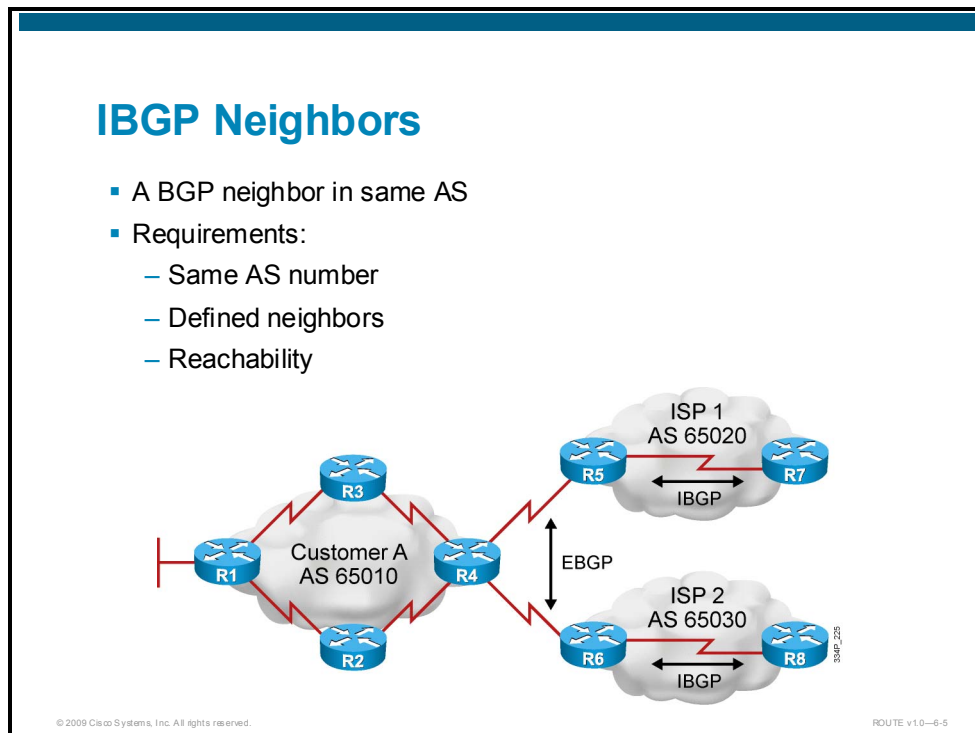 IBGP Neighbors
▪ A BGP neighbor in same AS
▪ Requirements:
– Same AS number
– Defined neighbors
– Reachability
ISP 1
AS 65020
R5
R7
IBGP
R3
Customer A
AS 65010
R1
R4
R2
EBGP
ISP 2
AS 65030
R6
R8
IBGP
334P_225
© 2009 Cisco Systems, Inc. All rights reserved.
ROUTE v1.0—6-5